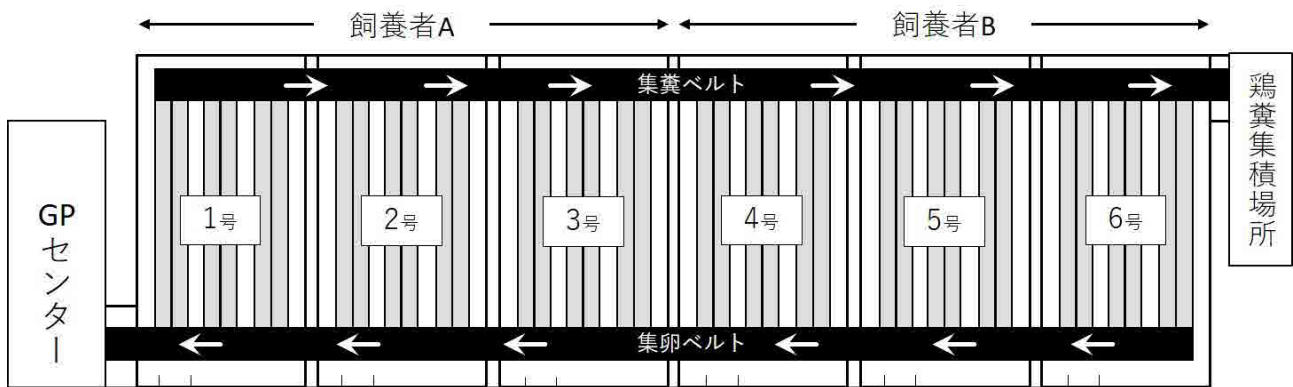 飼養者A
飼養者B
集糞ベルト
鶏糞集積場所
GPセンター
1号
2号
3号
4号
5号
6号
集卵ベルト